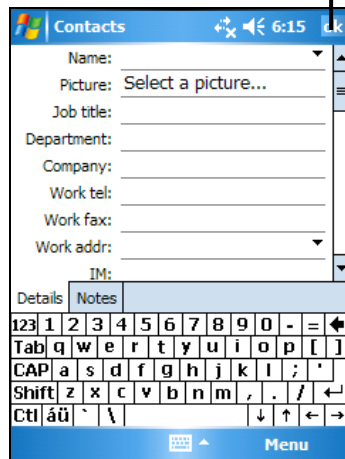 Contacts 6:15 ok
Name:
Picture: Select a picture...
Job title:
Department:
Company:
Work tel:
Work fax:
Work addr:
IM:
Details Notes
123 1 2 3 4 5 6 7 8 9 0 - =
Tab q w e r t y u i o p [ ]
CAP a s d f g h j k l ; '
Shift z x c v b n m , . /
Ctl áü ` \
Menu